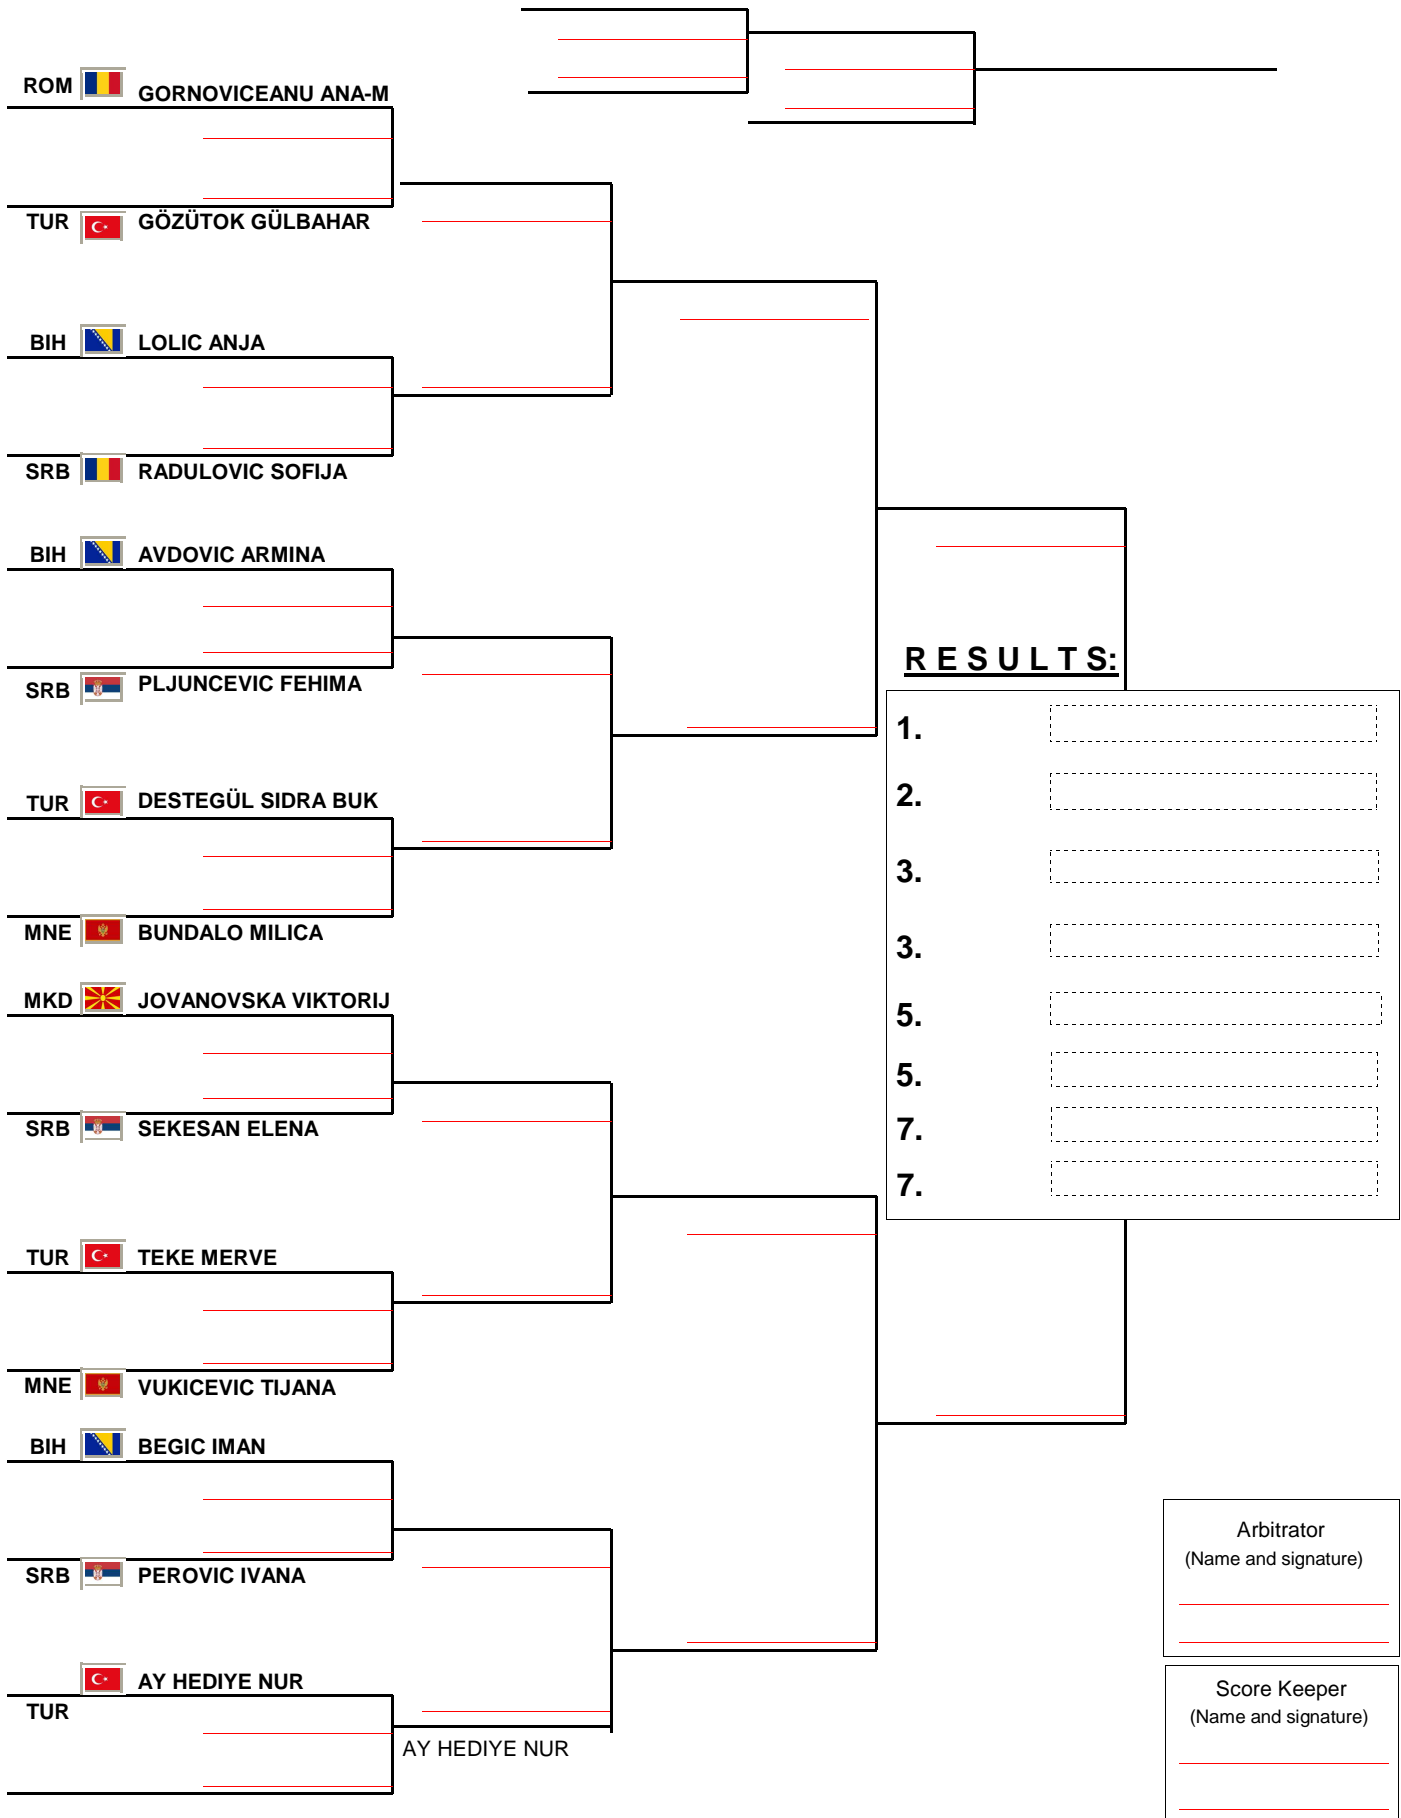 ROM GORNOVICEANU ANA-M
TUR GÖZÜTOK GÜLBAHAR
BIH LOLIC ANJA
SRB RADULOVIC SOFIJA
BIH AVDOVIC ARMINA
SRB PLJUNCEVIC FEHIMA
TUR DESTEGÜL SIDRA BUK
MNE BUNDALO MILICA
MKD JOVANOVSKA VIKTORIJ
SRB SEKESAN ELENA
TUR TEKE MERVE
MNE VUKICEVIC TIJANA
BIH BEGIC IMAN
SRB PEROVIC IVANA
AY HEDIYE NUR
TUR
AY HEDIYE NUR
R E S U L T S:
1.
2.
3.
3.
5.
5.
7.
7.
Arbitrator
(Name and signature)
Score Keeper
(Name and signature)